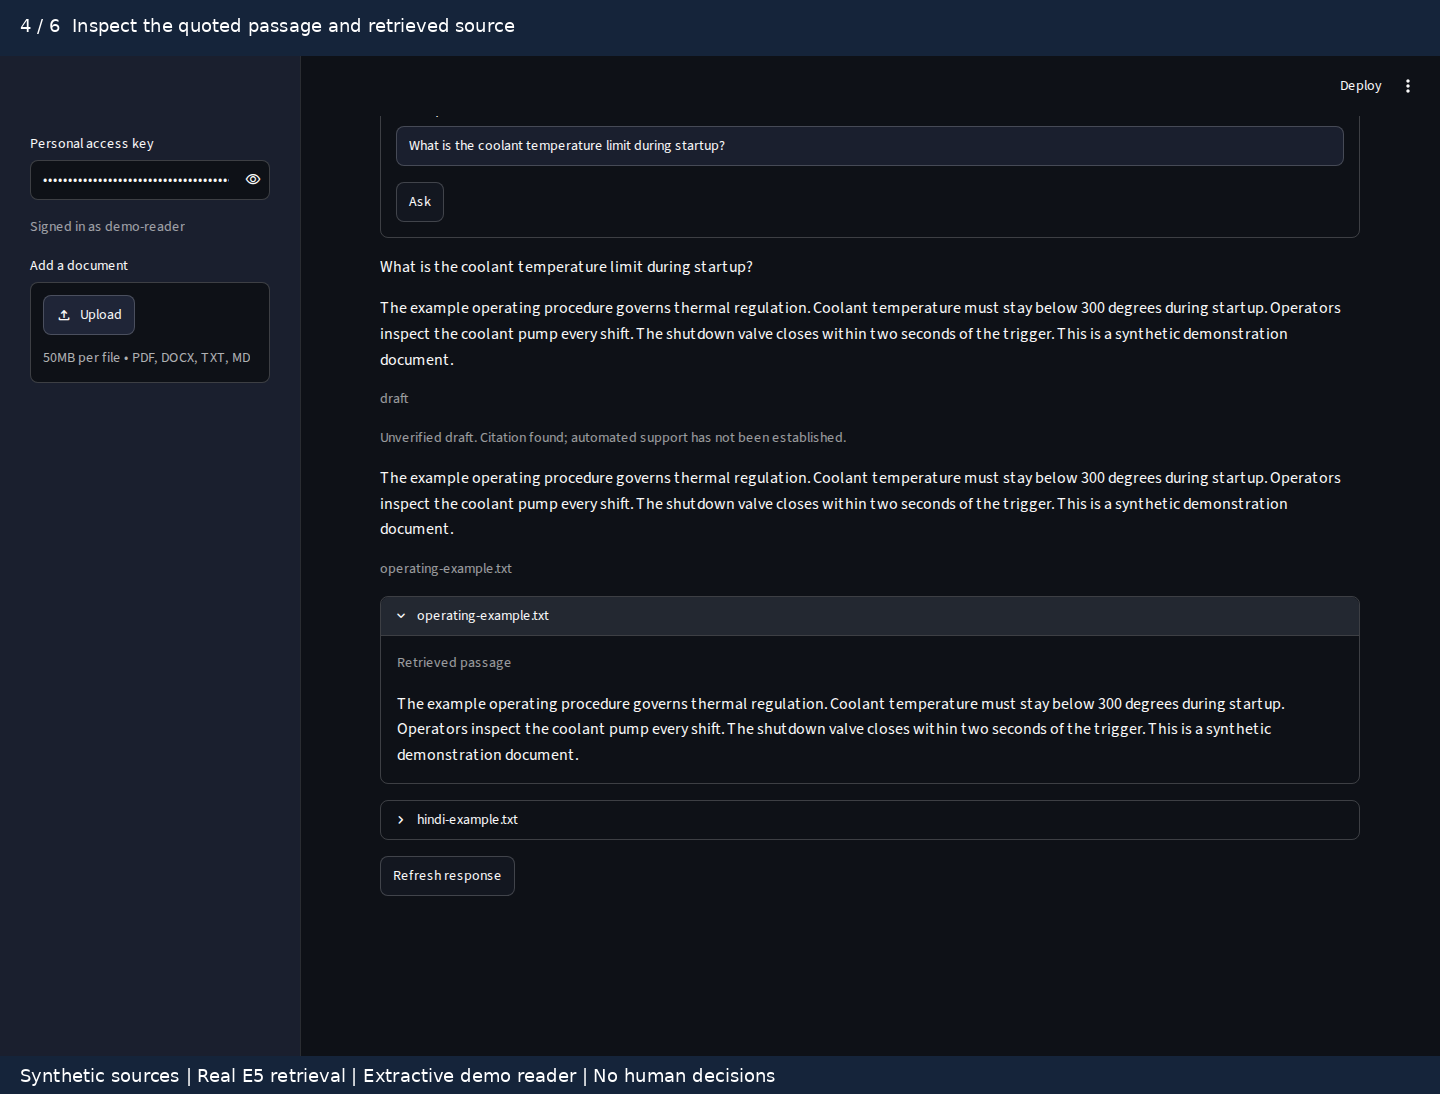 4 / 6 Inspect the quoted passage and retrieved source
Deploy
Personal access key
••••••••••••••••••••••••••••••••••••••
Signed in as demo-reader
Add a document
Upload
50MB per file • PDF, DOCX, TXT, MD
What is the coolant temperature limit during startup?
Ask
What is the coolant temperature limit during startup?
The example operating procedure governs thermal regulation. Coolant temperature must stay below 300 degrees during startup. Operators
inspect the coolant pump every shift. The shutdown valve closes within two seconds of the trigger. This is a synthetic demonstration
document.
draft
Unverified draft. Citation found; automated support has not been established.
The example operating procedure governs thermal regulation. Coolant temperature must stay below 300 degrees during startup. Operators
inspect the coolant pump every shift. The shutdown valve closes within two seconds of the trigger. This is a synthetic demonstration
document.
operating-example.txt
operating-example.txt
Retrieved passage
The example operating procedure governs thermal regulation. Coolant temperature must stay below 300 degrees during startup.
Operators inspect the coolant pump every shift. The shutdown valve closes within two seconds of the trigger. This is a synthetic
demonstration document.
hindi-example.txt
Refresh response
Synthetic sources | Real E5 retrieval | Extractive demo reader | No human decisions